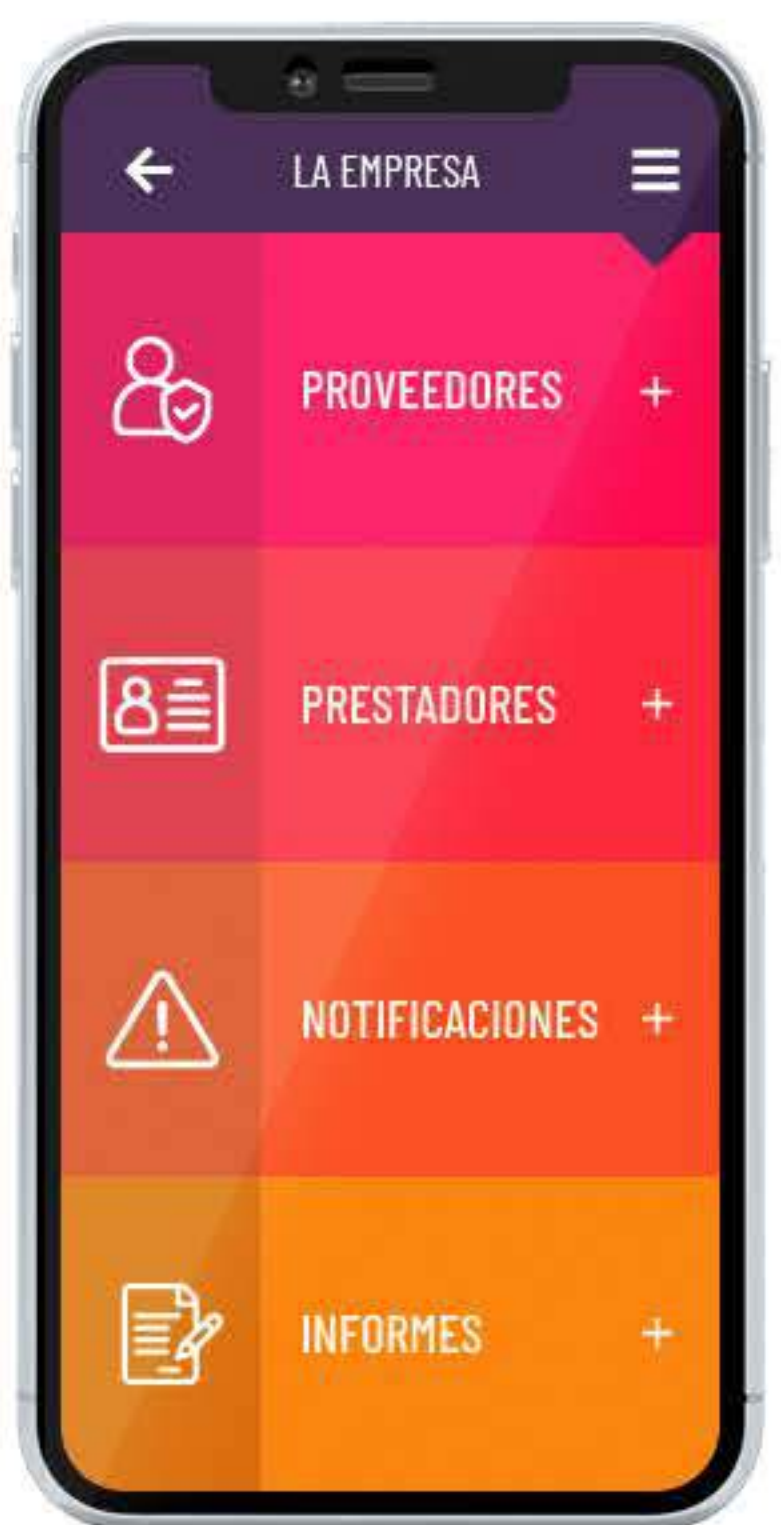 LA EMPRESA
PROVEEDORES +
PRESTADORES +
NOTIFICACIONES +
INFORMES +